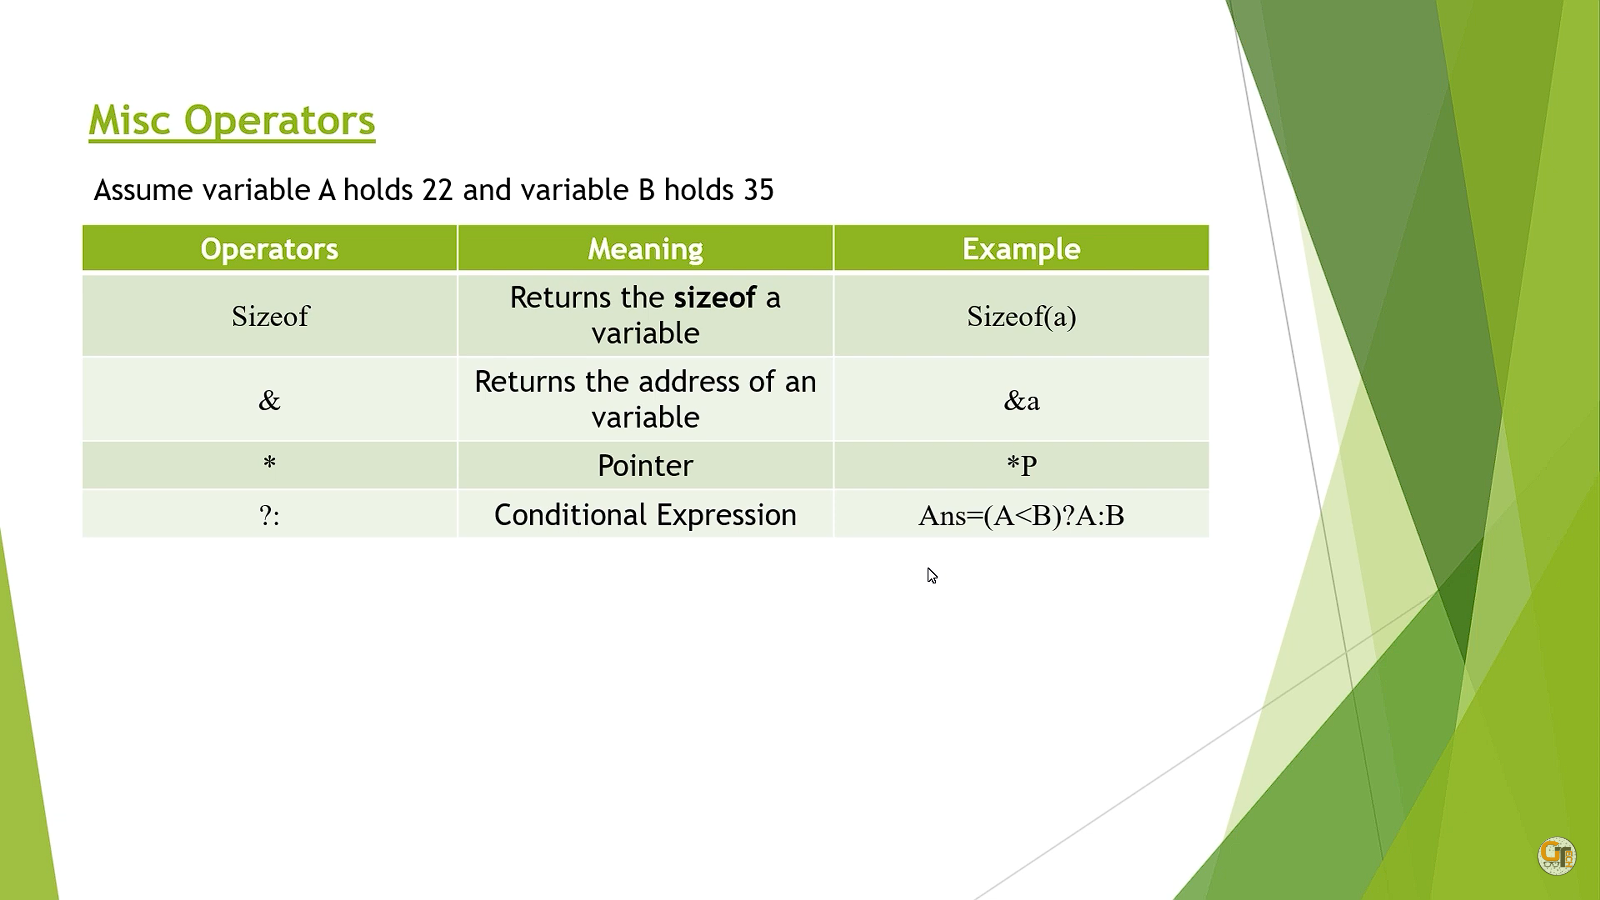 Misc Operators
Assume variable A holds 22 and variable B holds 35
Operators Meaning Example
Sizeof Returns the sizeof a variable Sizeof(a)
& Returns the address of an variable &a
* Pointer *P
?: Conditional Expression Ans=(A<B)?A:B